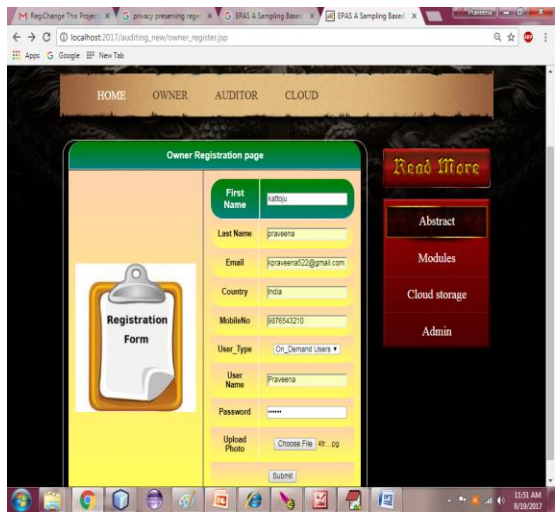 RegiChange This Project
privacy preserving rege
EPAS A Sampling Based
EPAS A Sampling Based
Praveena
localhost:2017/auditing_new/owner_register.jsp
Apps Google New Tab
HOME OWNER AUDITOR CLOUD
Owner Registration page
Registration
Form
First
Name
kattoju
Last Name praveena
Email kpraveena522@gmail.com
Country India
MobileNo 9876543210
User_Type On_Demand Users
User
Name
Praveena
Password
Upload
Photo
Choose File
Submit
Read More
Abstract
Modules
Cloud storage
Admin
11:51 AM
8/19/2017